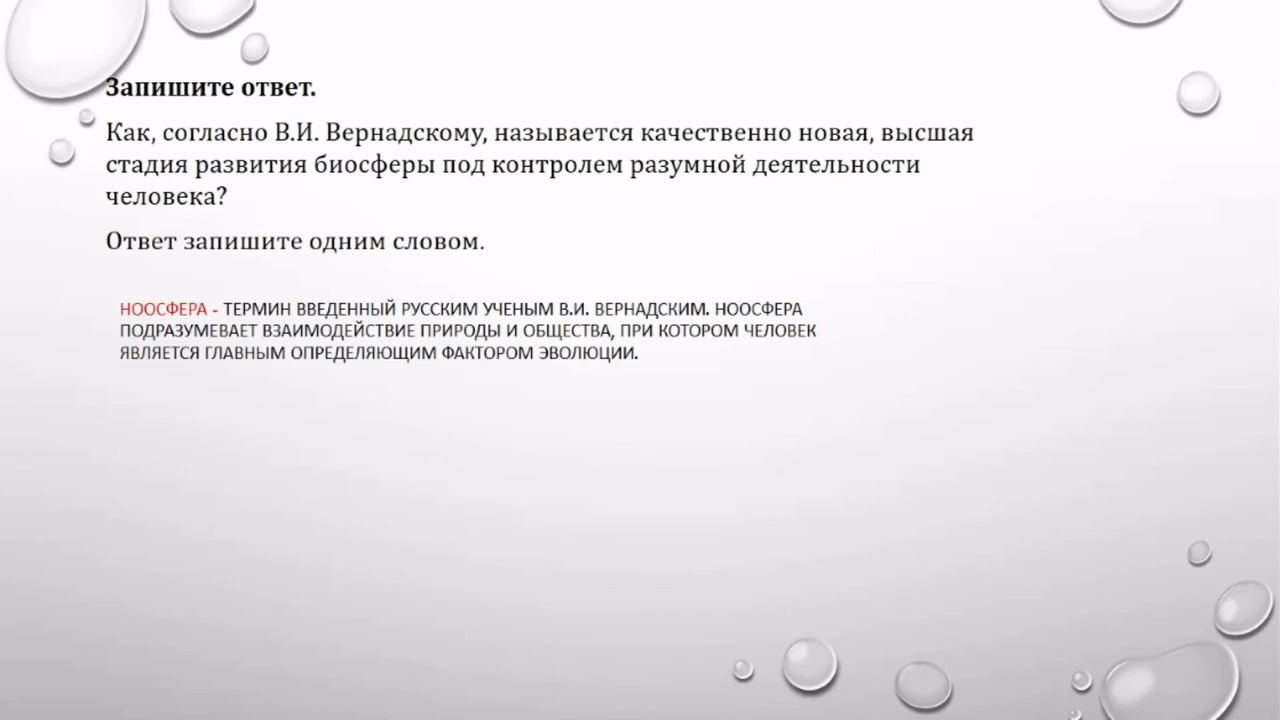 Запишите ответ.
Как, согласно В.И. Вернадскому, называется качественно новая, высшая
стадия развития биосферы под контролем разумной деятельности
человека?
Ответ запишите одним словом.
НООСФЕРА - ТЕРМИН ВВЕДЕННЫЙ РУССКИМ УЧЕНЫМ В.И. ВЕРНАДСКИМ. НООСФЕРА
ПОДРАЗУМЕВАЕТ ВЗАИМОДЕЙСТВИЕ ПРИРОДЫ И ОБЩЕСТВА, ПРИ КОТОРОМ ЧЕЛОВЕК
ЯВЛЯЕТСЯ ГЛАВНЫМ ОПРЕДЕЛЯЮЩИМ ФАКТОРОМ ЭВОЛЮЦИИ.